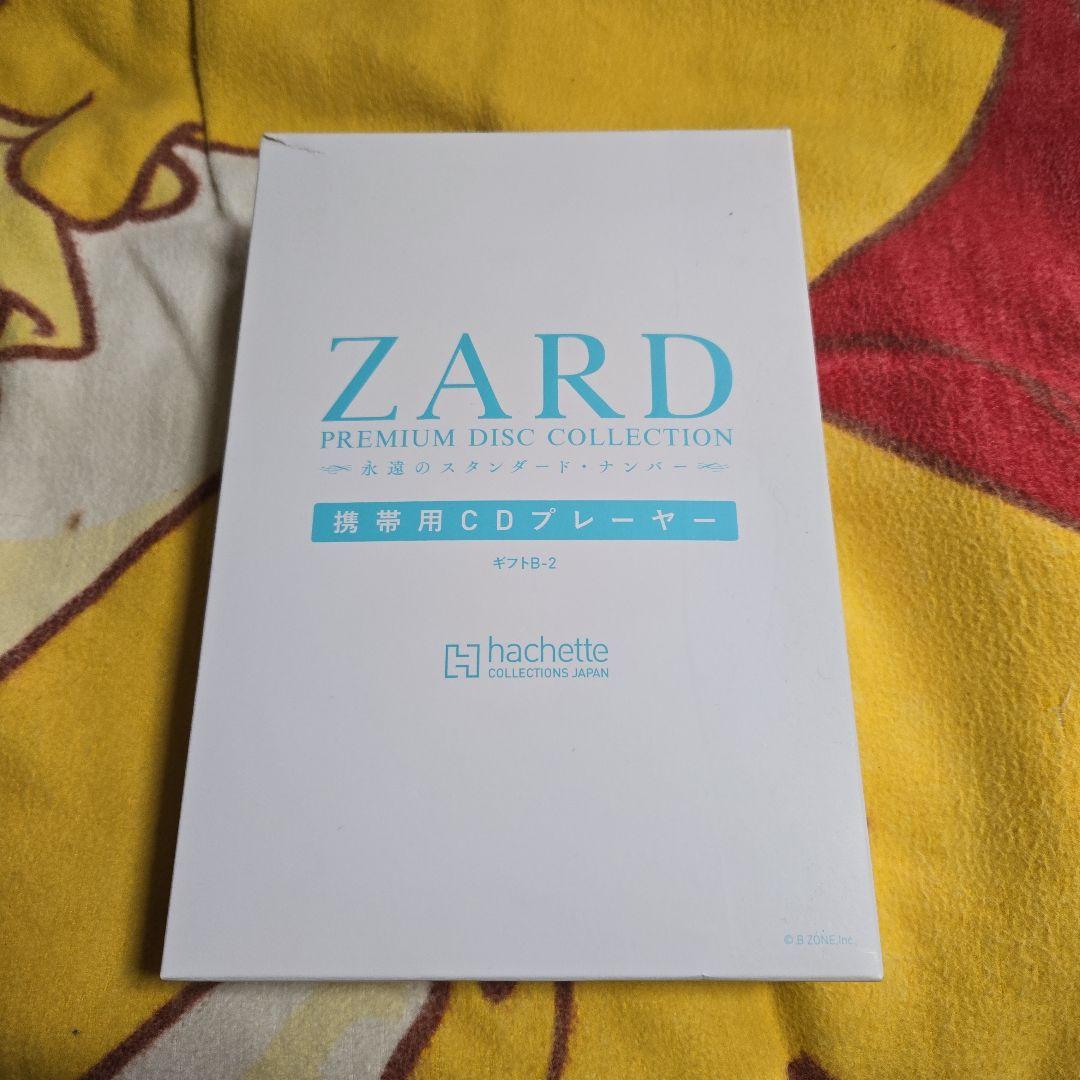 ZARD
PREMIUM DISC COLLECTION
永遠のスタンダード・ナンバー
携帯用CDプレーヤー
ギフトB-2
hachette
COLLECTIONS JAPAN
© B ZONE,Inc.